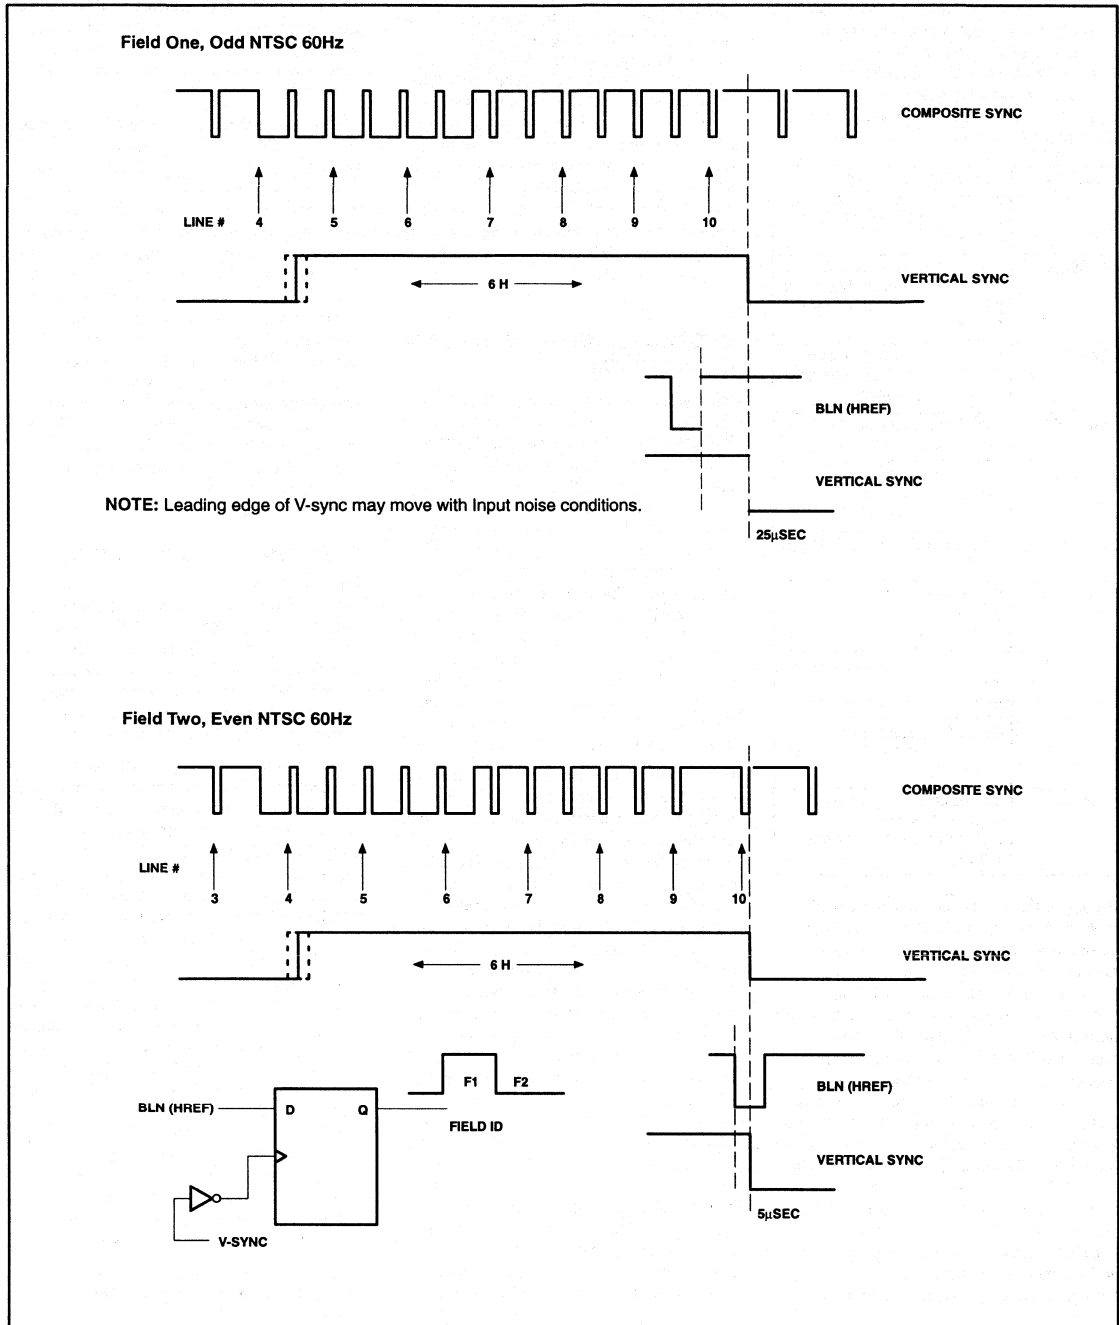 Field One, Odd NTSC 60Hz
COMPOSITE SYNC
LINE # 4 5 6 7 8 9 10
6 H
VERTICAL SYNC
BLN (HREF)
VERTICAL SYNC
NOTE: Leading edge of V-sync may move with Input noise conditions.
25µSEC
Field Two, Even NTSC 60Hz
COMPOSITE SYNC
LINE #
3 4 5 6 7 8 9 10
6 H
VERTICAL SYNC
F1 F2
BLN (HREF)
BLN (HREF) D Q
FIELD ID
VERTICAL SYNC
5µSEC
V-SYNC